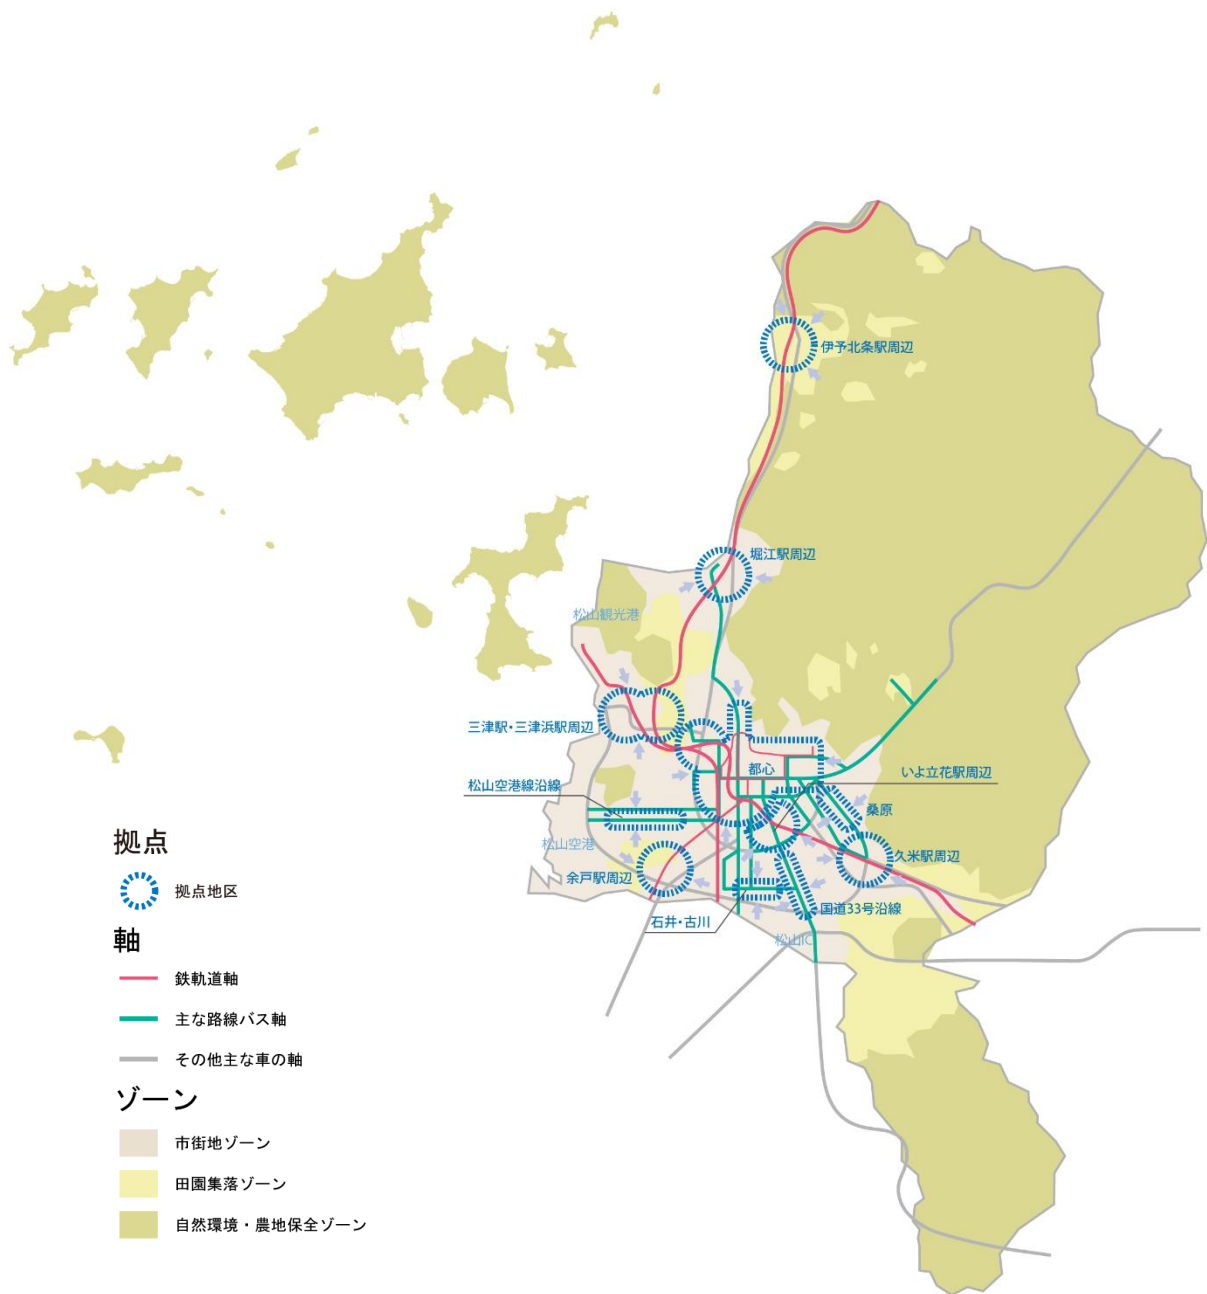 伊予北条駅周辺
堀江駅周辺
松山観光港
三津駅・三津浜駅周辺
都心
いよ立花駅周辺
松山空港線沿線
桑原
松山空港
久米駅周辺
余戸駅周辺
国道33号沿線
石井・古川
松山IC
拠点
拠点地区
軸
鉄軌道軸
主な路線バス軸
その他主な車の軸
ゾーン
市街地ゾーン
田園集落ゾーン
自然環境・農地保全ゾーン